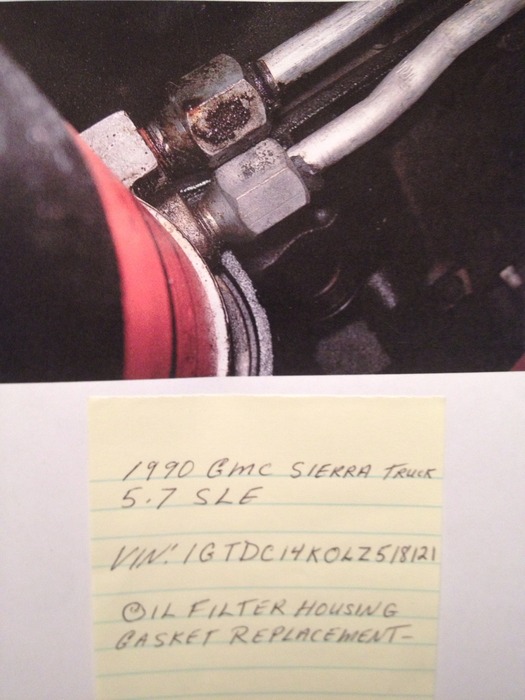 1990 GMC SIERRA TRUCK
5.7 SLE
VIN: 1GTDC14K0LZ518121
OIL FILTER HOUSING
GASKET REPLACEMENT-